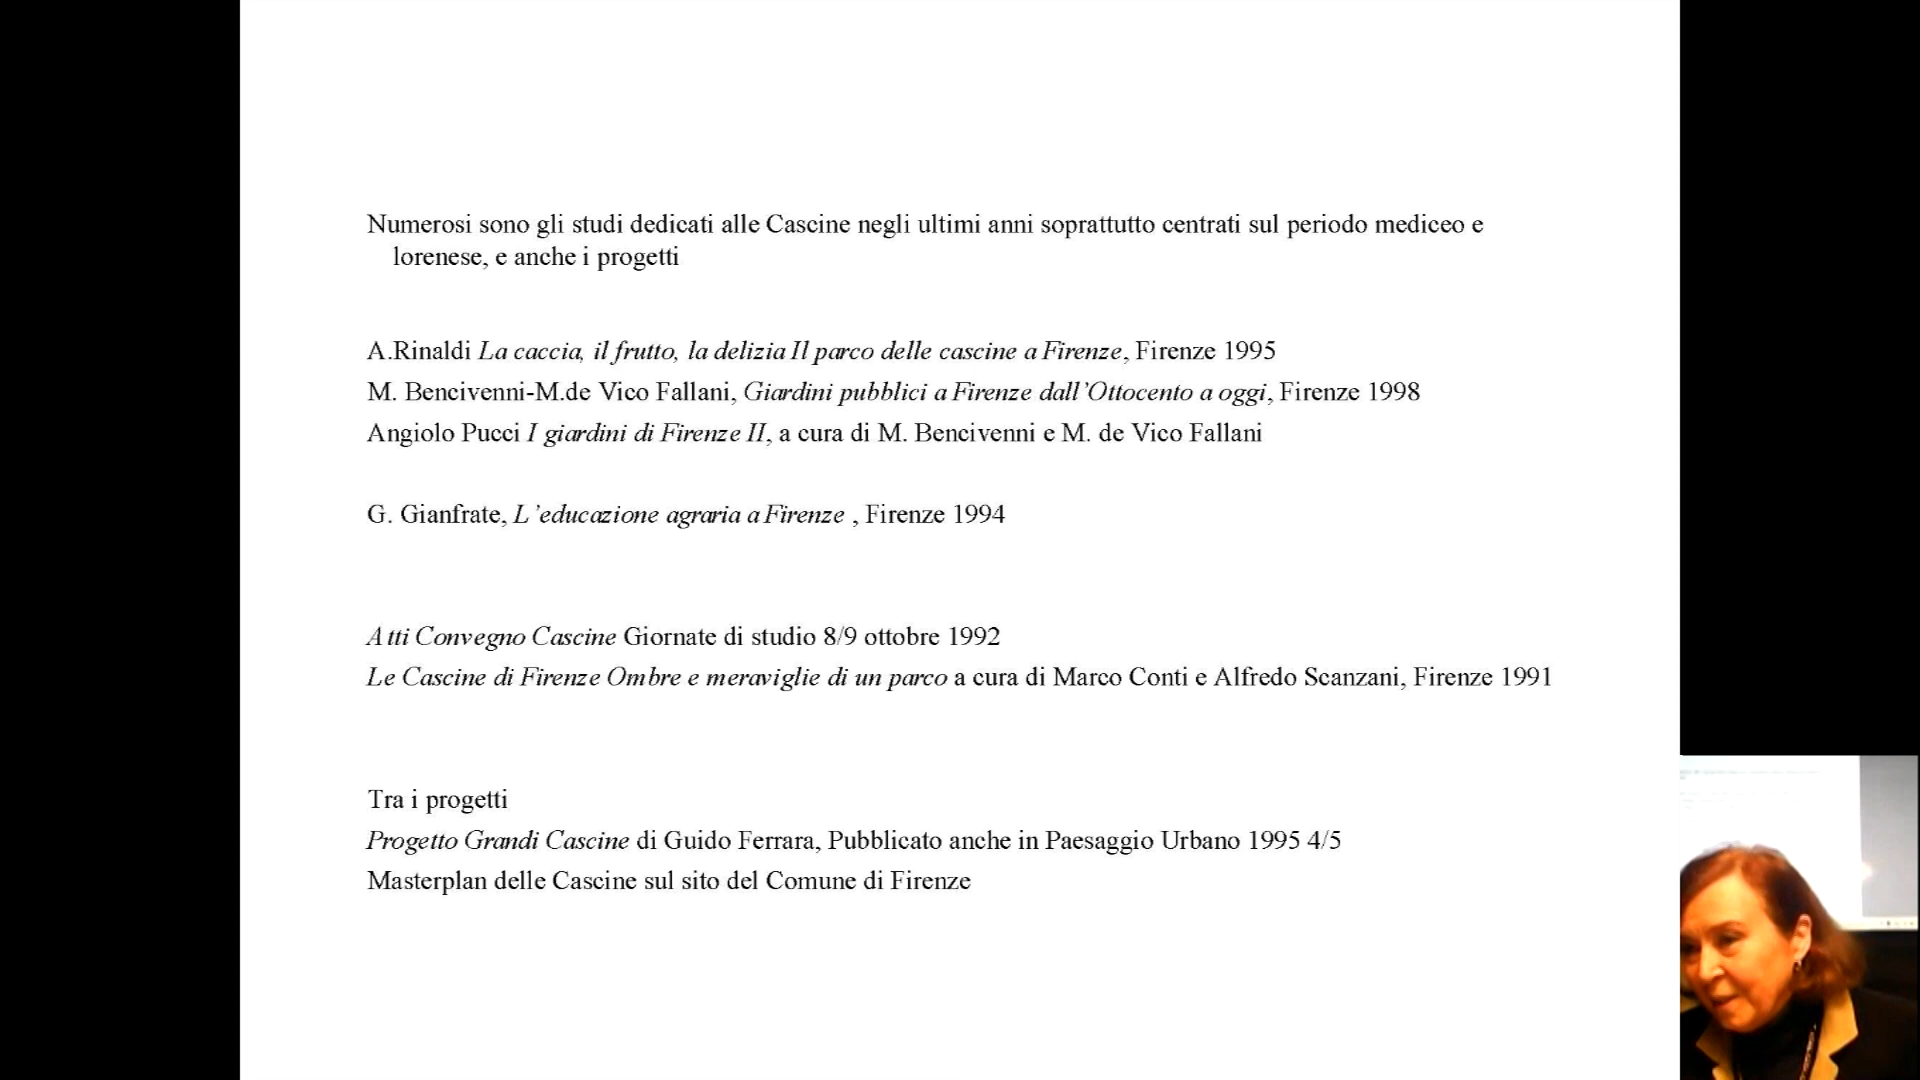 Numerosi sono gli studi dedicati alle Cascine negli ultimi anni soprattutto centrati sul periodo mediceo e
lorenese, e anche i progetti
A.Rinaldi La caccia, il frutto, la delizia Il parco delle cascine a Firenze, Firenze 1995
M. Bencivenni-M.de Vico Fallani, Giardini pubblici a Firenze dall’Ottocento a oggi, Firenze 1998
Angiolo Pucci I giardini di Firenze II, a cura di M. Bencivenni e M. de Vico Fallani
G. Gianfrate, L’educazione agraria a Firenze , Firenze 1994
Atti Convegno Cascine Giornate di studio 8/9 ottobre 1992
Le Cascine di Firenze Ombre e meraviglie di un parco a cura di Marco Conti e Alfredo Scanzani, Firenze 1991
Tra i progetti
Progetto Grandi Cascine di Guido Ferrara, Pubblicato anche in Paesaggio Urbano 1995 4/5
Masterplan delle Cascine sul sito del Comune di Firenze